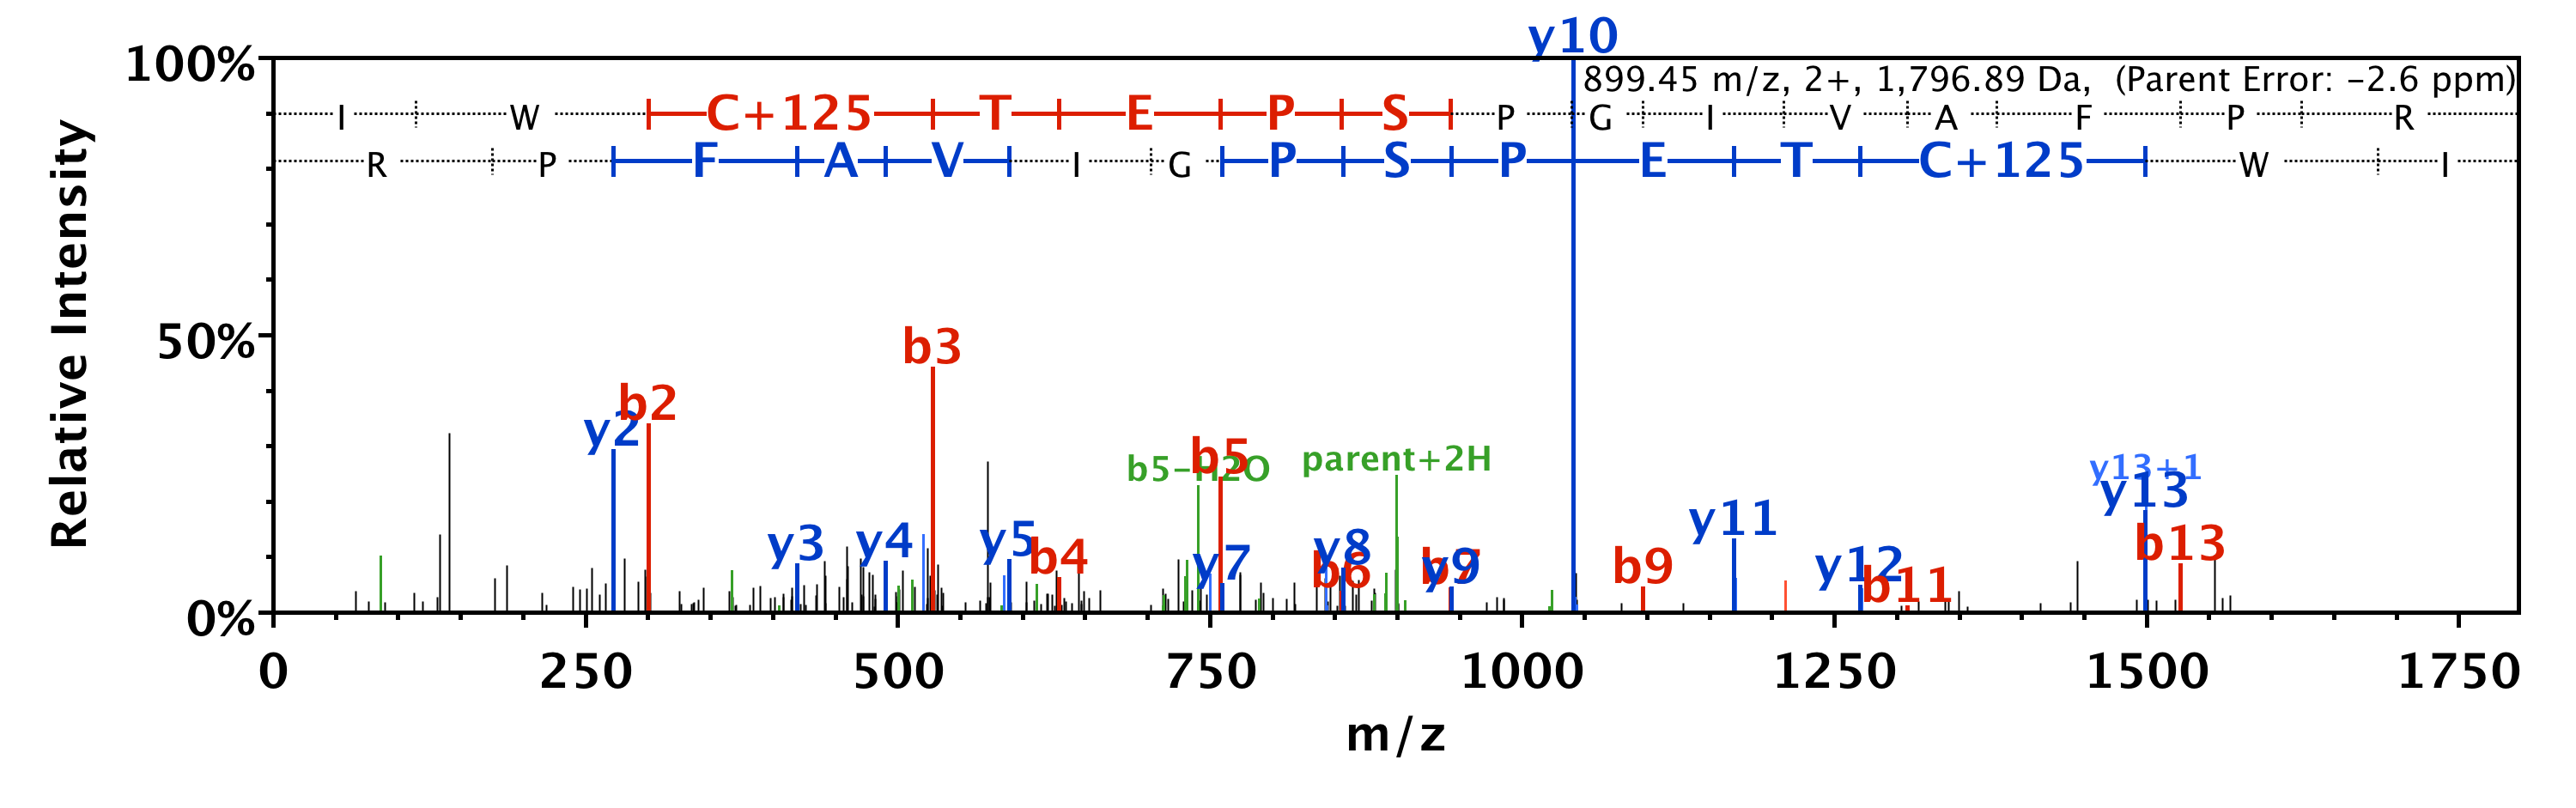 y10
100%
899.45 m/z, 2+, 1,796.89 Da, (Parent Error: −2.6 ppm)
I W C+125 T E P S P G I V A F P R
R P F A V I G P S P E T C+125 W I
Relative Intensity
50%
b3
b2
y2
b5
b5−H2O
parent+2H
y13+1
y13
y11
b13
y3
y4
y5
b4
y7
y8
b6
b7
y9
b9
y12
b11
0%
0 250 500 750 1000 1250 1500 1750
m/z